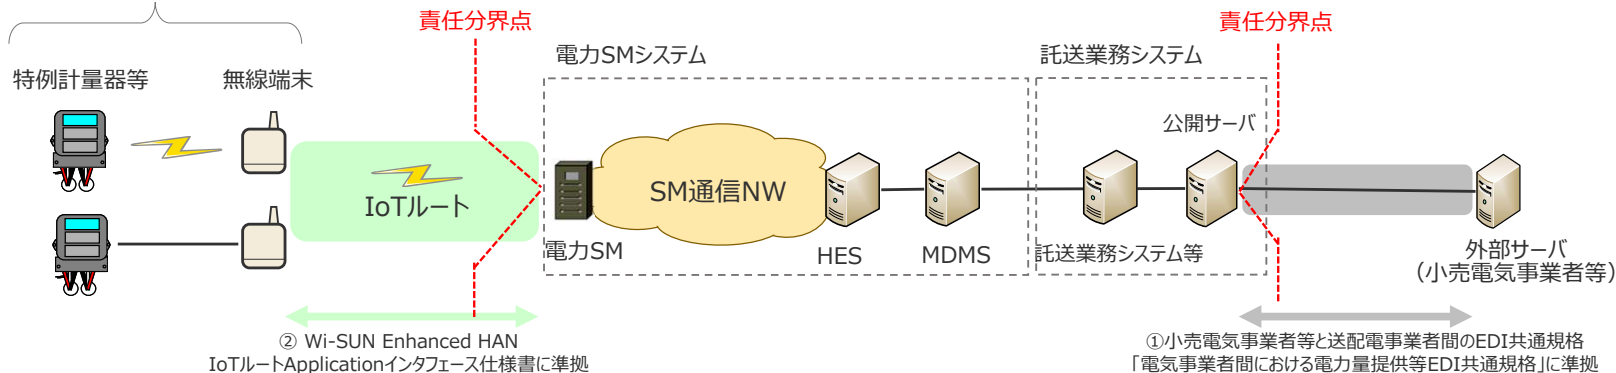 責任分界点
責任分界点
電力SMシステム
託送業務システム
特例計量器等
無線端末
公開サーバ
IoTルート
SM通信NW
電力SM
HES
MDMS
託送業務システム等
外部サーバ
(小売電気事業者等)
② Wi-SUN Enhanced HAN
IoTルートApplicationインタフェース仕様書に準拠
①小売電気事業者等と送配電事業者間のEDI共通規格
「電気事業者間における電力量提供等EDI共通規格」に準拠